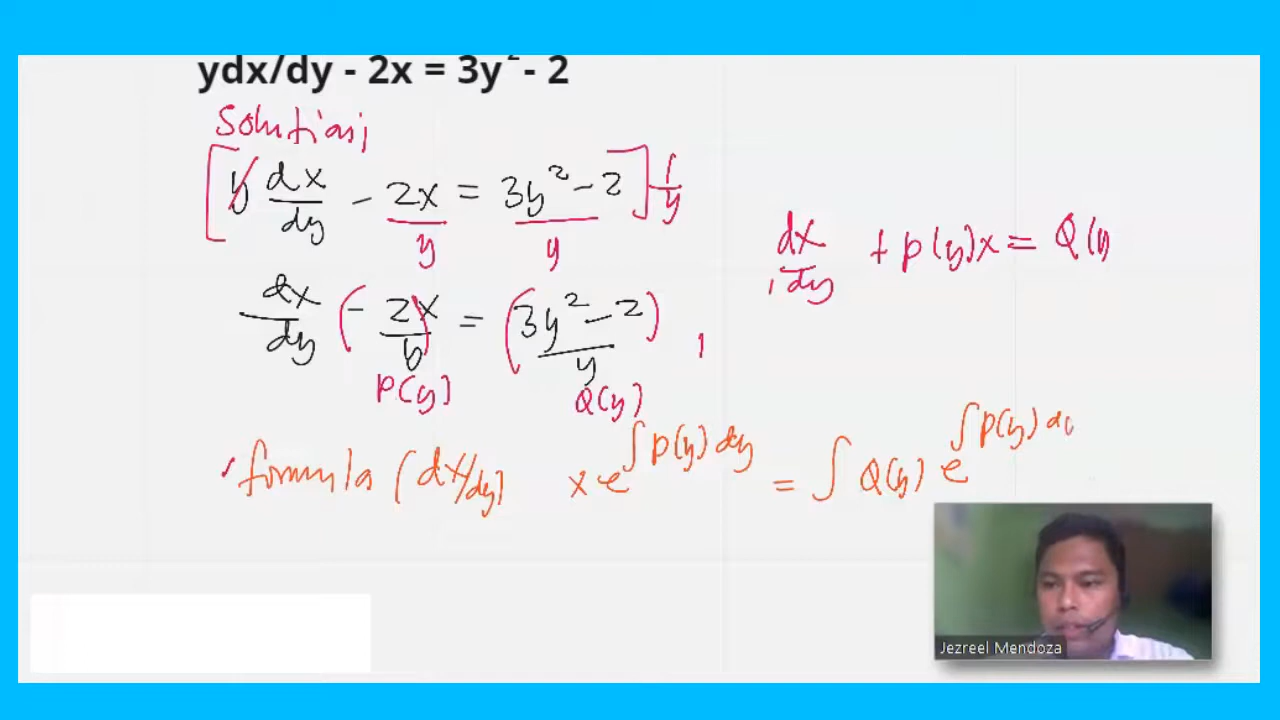 ydx/dy - 2x = 3y² - 2
Solution;
[y dx/dy - 2x/y = 3y² - 2/y] 1/y
dx/dy + p(y)x = Q(y
dx/dy (- 2x/y) = (3y² - 2/y) ,
P(y) Q(y)
formula (dx/dy) x e^∫p(y)dy = ∫ Q(y) e^∫p(y)d
Jezreel Mendoza